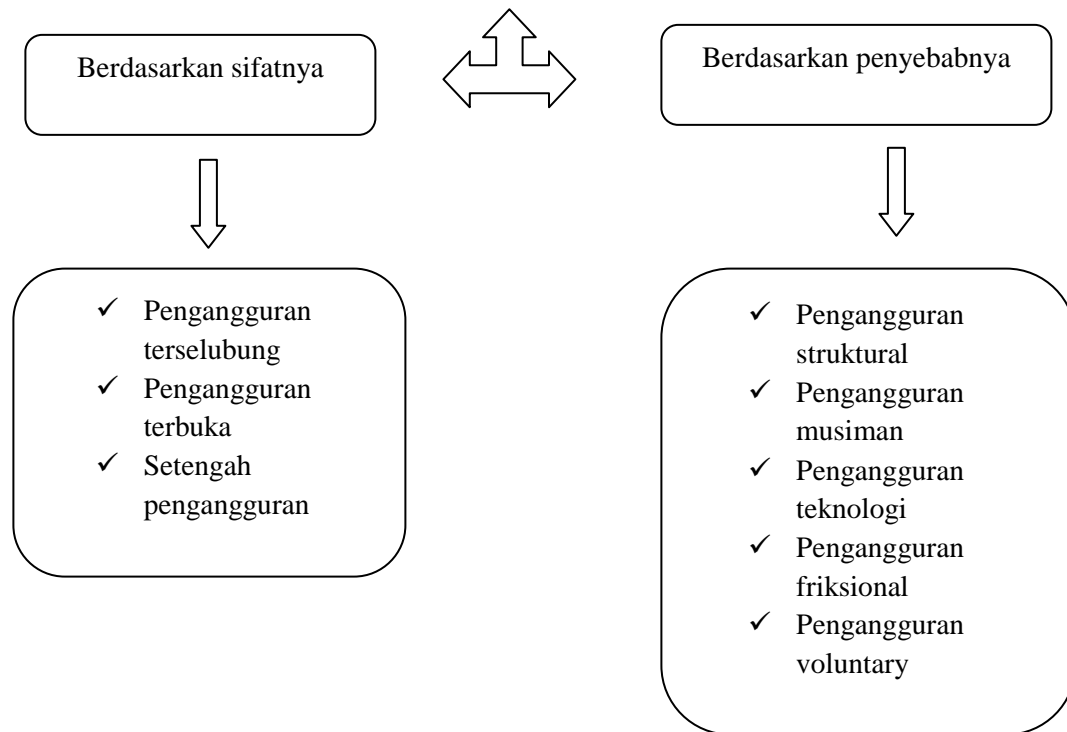 Berdasarkan sifatnya
Berdasarkan penyebabnya
✓ Pengangguran
terselubung
✓ Pengangguran
terbuka
✓ Setengah
pengangguran
✓ Pengangguran
struktural
✓ Pengangguran
musiman
✓ Pengangguran
teknologi
✓ Pengangguran
friksional
✓ Pengangguran
voluntary